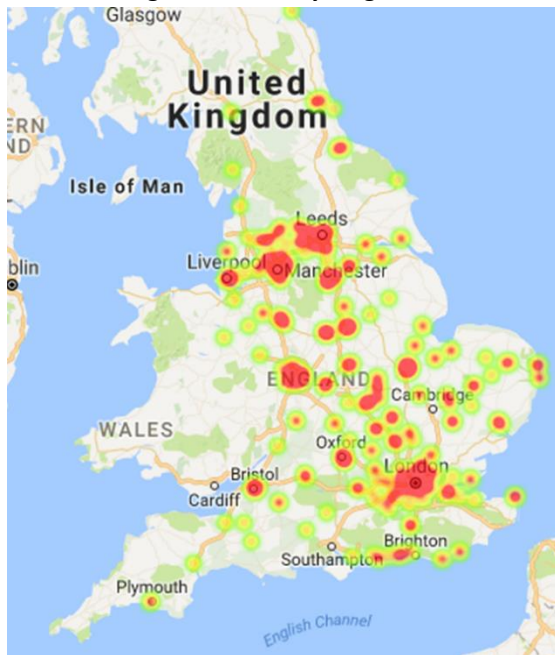 Glasgow
United
Kingdom
ERN
ND
Isle of Man
Leeds
blin
Liverpool
Manchester
ENGLAND
Cambridge
WALES
Oxford
London
Bristol
Cardiff
Southampton
Brighton
Plymouth
English Channel